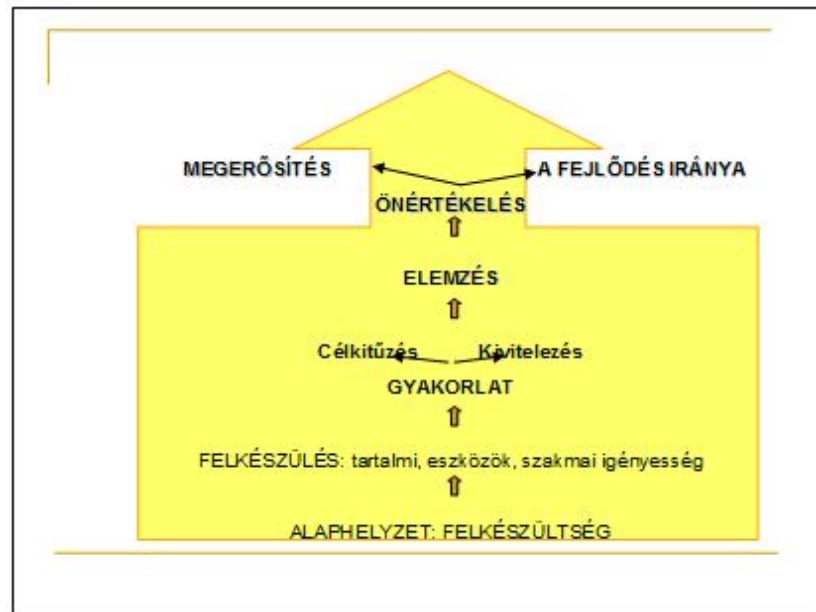 MEGERŐSÍTÉS A FEJLŐDÉS IRÁNYA
ÖNÉRTÉKELÉS
ELEMZÉS
Célkitűzés Kivitelezés
GYAKORLAT
FELKÉSZÜLÉS: tartalmi, eszközök, szakmai igényesség
ALAPHELYZET: FELKÉSZÜLTSÉG